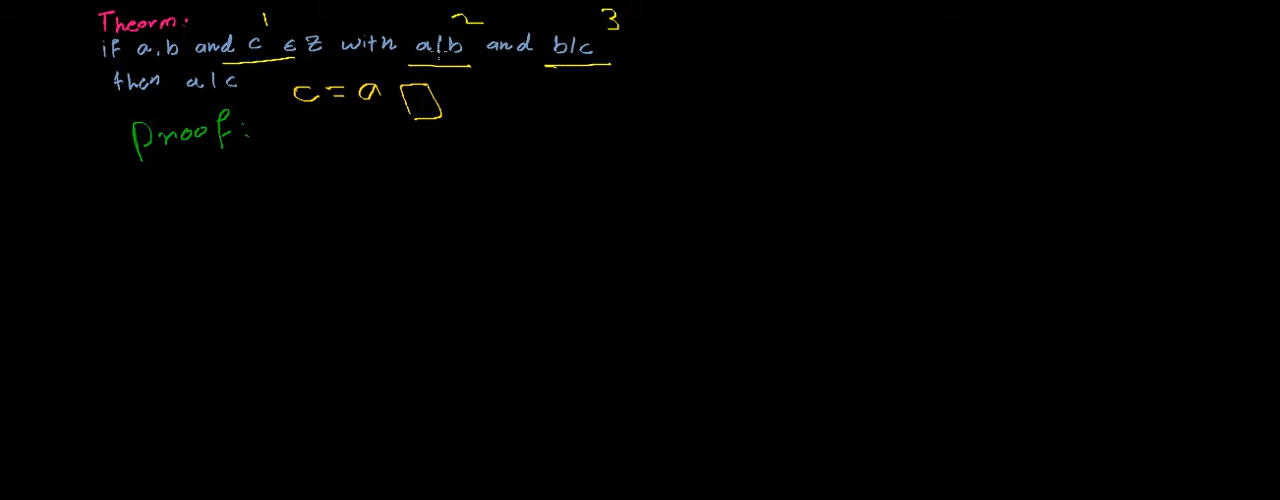 Theorm:
if a, b and c ∈ Z with a|b and b|c
1 2 3
then a|c
c = a □
Proof: